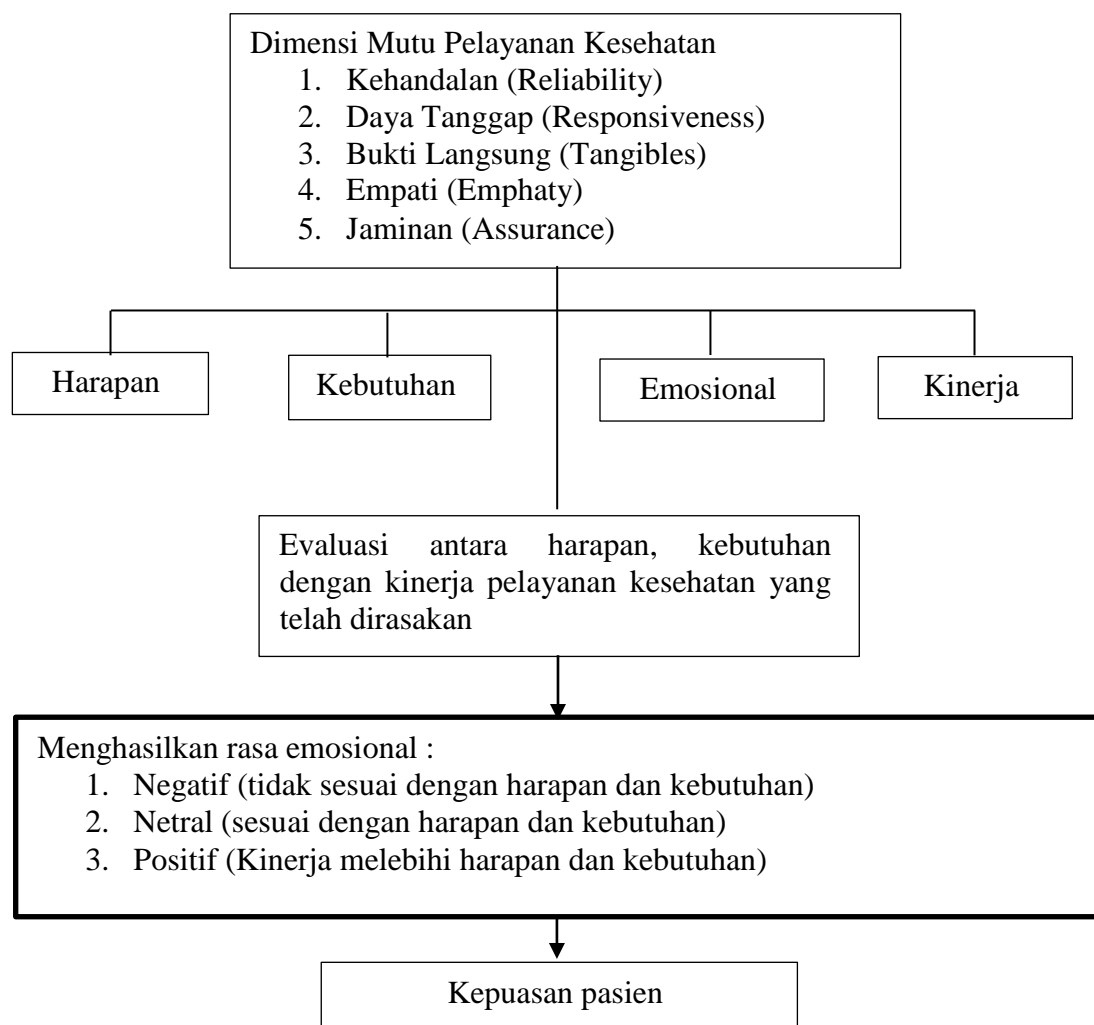 Dimensi Mutu Pelayanan Kesehatan
1. Kehandalan (Reliability)
2. Daya Tanggap (Responsiveness)
3. Bukti Langsung (Tangibles)
4. Empati (Emphaty)
5. Jaminan (Assurance)
Harapan
Kebutuhan
Emosional
Kinerja
Evaluasi antara harapan, kebutuhan
dengan kinerja pelayanan kesehatan yang
telah dirasakan
Menghasilkan rasa emosional :
1. Negatif (tidak sesuai dengan harapan dan kebutuhan)
2. Netral (sesuai dengan harapan dan kebutuhan)
3. Positif (Kinerja melebihi harapan dan kebutuhan)
Kepuasan pasien